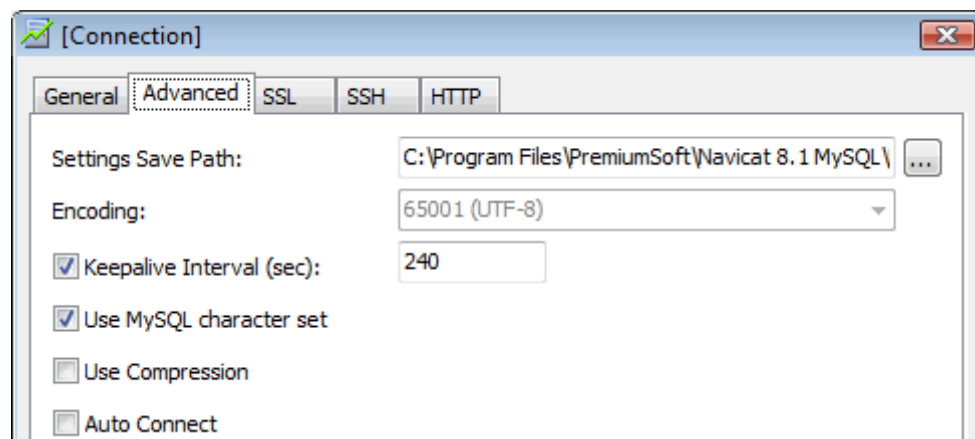 [Connection]
General Advanced SSL SSH HTTP
Settings Save Path: C:\Program Files\PremiumSoft\Navicat 8.1 MySQL\ ...
Encoding: 65001 (UTF-8)
Keepalive Interval (sec): 240
Use MySQL character set
Use Compression
Auto Connect